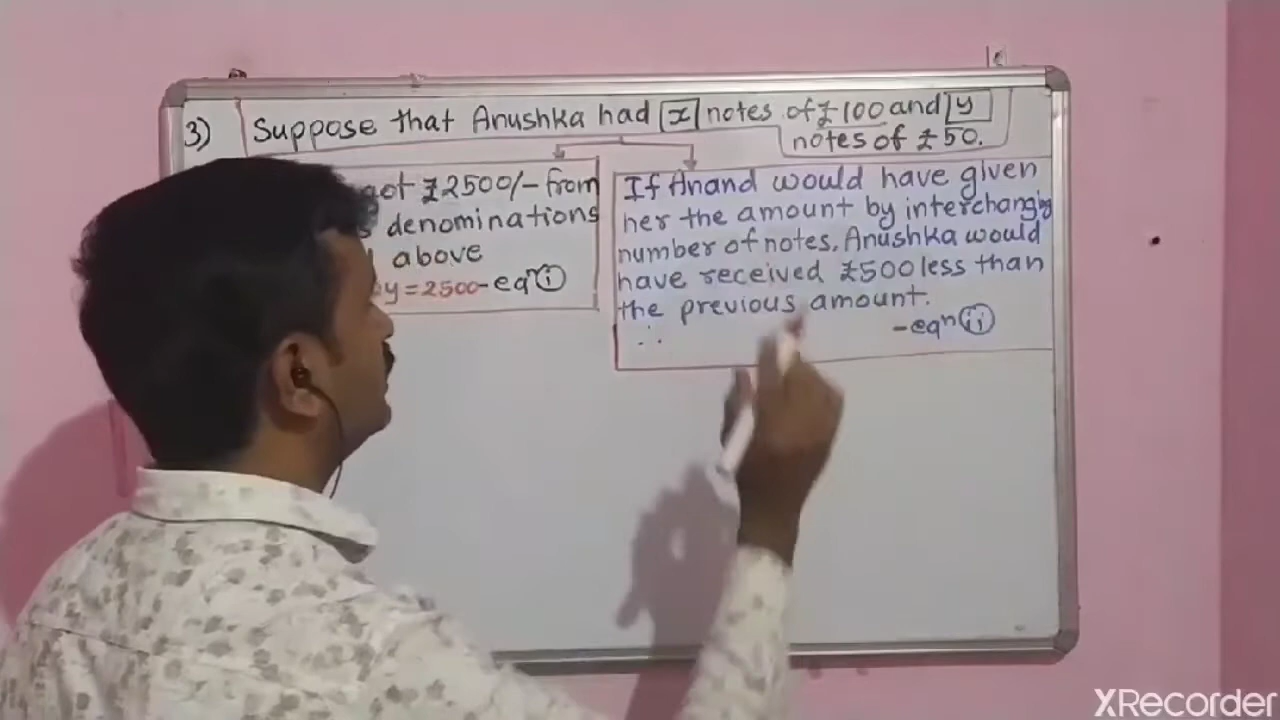 3) Suppose that Anushka had x notes of ₹100 and y
notes of ₹50.
got ₹2500/- from
denominations
above
y = 2500 - eqⁿ (i)
If Anand would have given
her the amount by interchanging
number of notes, Anushka would
have received ₹500 less than
the previous amount.
- eqⁿ (ii)
∴
XRecorder